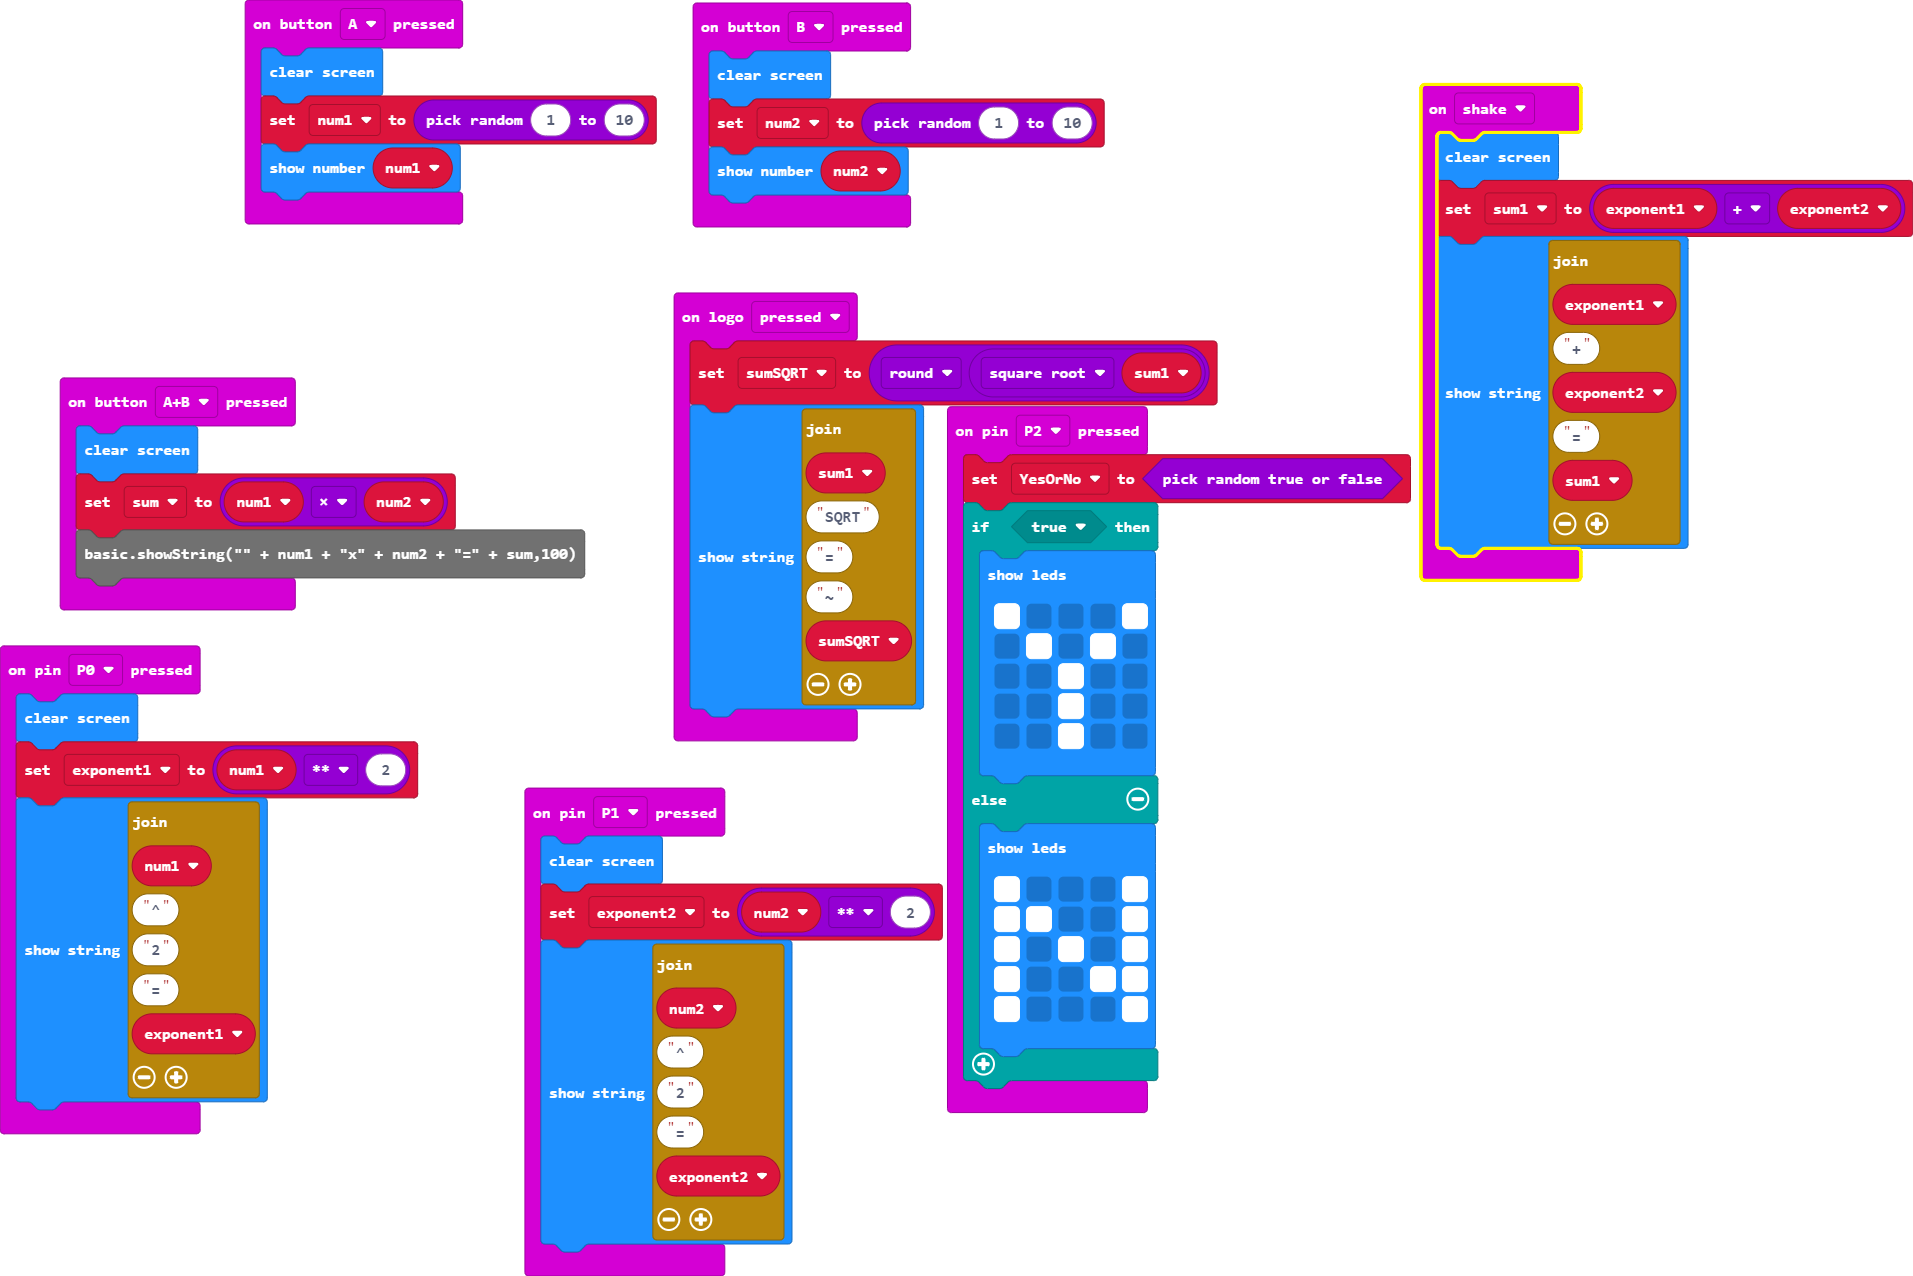 on button A pressed
clear screen
set num1 to pick random 1 to 10
show number num1
on button B pressed
clear screen
set num2 to pick random 1 to 10
show number num2
on shake
clear screen
set sum1 to exponent1 + exponent2
show string join
exponent1
"+"
exponent2
"="
sum1
on logo pressed
set sumSQRT to round square root sum1
show string join
sum1
"SQRT"
"="
"~"
sumSQRT
on button A+B pressed
clear screen
set sum to num1 × num2
basic.showString("" + num1 + "x" + num2 + "=" + sum,100)
on pin P2 pressed
set YesOrNo to pick random true or false
if true then
show leds
else
show leds
on pin P0 pressed
clear screen
set exponent1 to num1 ** 2
show string join
num1
"^"
"2"
"="
exponent1
on pin P1 pressed
clear screen
set exponent2 to num2 ** 2
show string join
num2
"^"
"2"
"="
exponent2